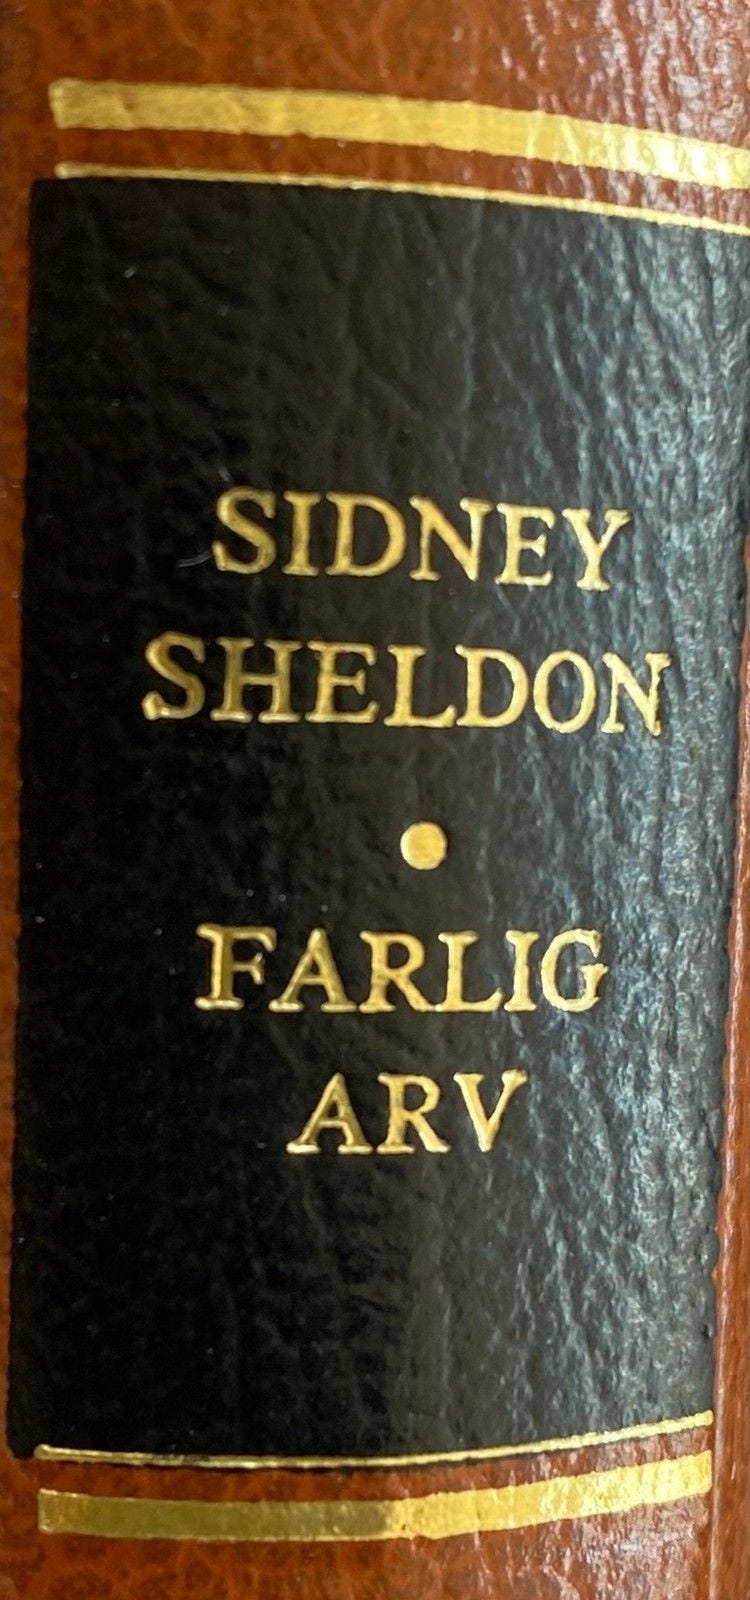 SIDNEY
SHELDON
•
FARLIG
ARV